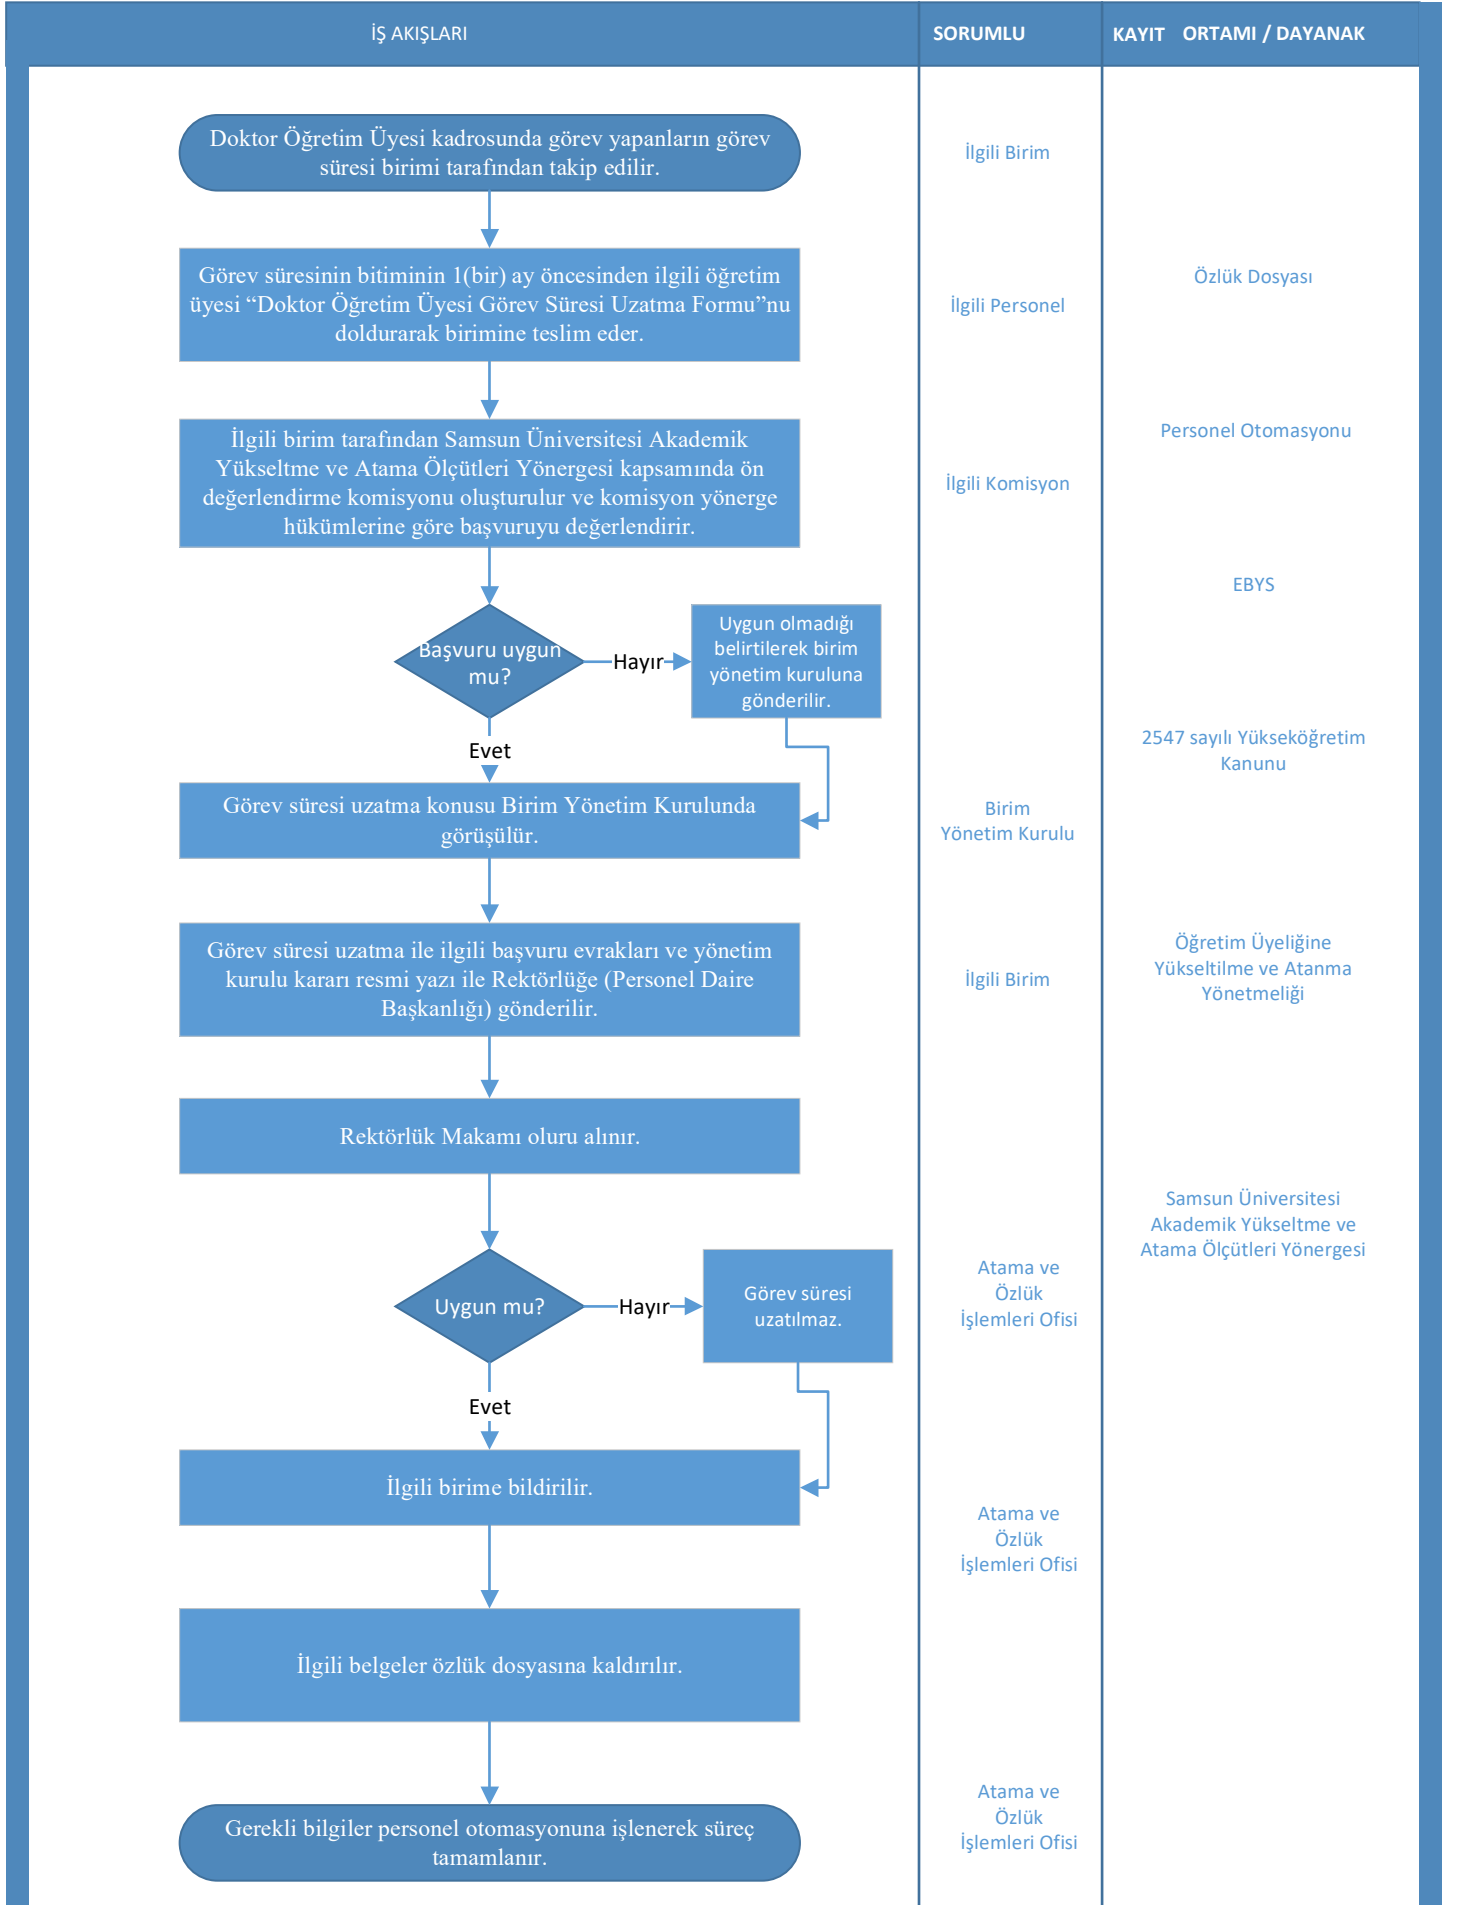 İŞ AKIŞLARI
SORUMLU
KAYIT ORTAMI / DAYANAK
Doktor Öğretim Üyesi kadrosunda görev yapanların görev
süresi birimi tarafından takip edilir.
İlgili Birim
Görev süresinin bitiminin 1(bir) ay öncesinden ilgili öğretim
üyesi “Doktor Öğretim Üyesi Görev Süresi Uzatma Formu”nu
doldurarak birimine teslim eder.
İlgili Personel
Özlük Dosyası
İlgili birim tarafından Samsun Üniversitesi Akademik
Yükseltme ve Atama Ölçütleri Yönergesi kapsamında ön
değerlendirme komisyonu oluşturulur ve komisyon yönerge
hükümlerine göre başvuruyu değerlendirir.
İlgili Komisyon
Personel Otomasyonu
EBYS
Başvuru uygun
mu?
Hayır
Uygun olmadığı
belirtilerek birim
yönetim kuruluna
gönderilir.
Evet
2547 sayılı Yükseköğretim
Kanunu
Görev süresi uzatma konusu Birim Yönetim Kurulunda
görüşülür.
Birim
Yönetim Kurulu
Görev süresi uzatma ile ilgili başvuru evrakları ve yönetim
kurulu kararı resmi yazı ile Rektörlüğe (Personel Daire
Başkanlığı) gönderilir.
İlgili Birim
Öğretim Üyeliğine
Yükseltilme ve Atanma
Yönetmeliği
Rektörlük Makamı oluru alınır.
Samsun Üniversitesi
Akademik Yükseltme ve
Atama Ölçütleri Yönergesi
Uygun mu?
Hayır
Görev süresi
uzatılmaz.
Atama ve
Özlük
İşlemleri Ofisi
Evet
İlgili birime bildirilir.
Atama ve
Özlük
İşlemleri Ofisi
İlgili belgeler özlük dosyasına kaldırılır.
Gerekli bilgiler personel otomasyonuna işlenerek süreç
tamamlanır.
Atama ve
Özlük
İşlemleri Ofisi